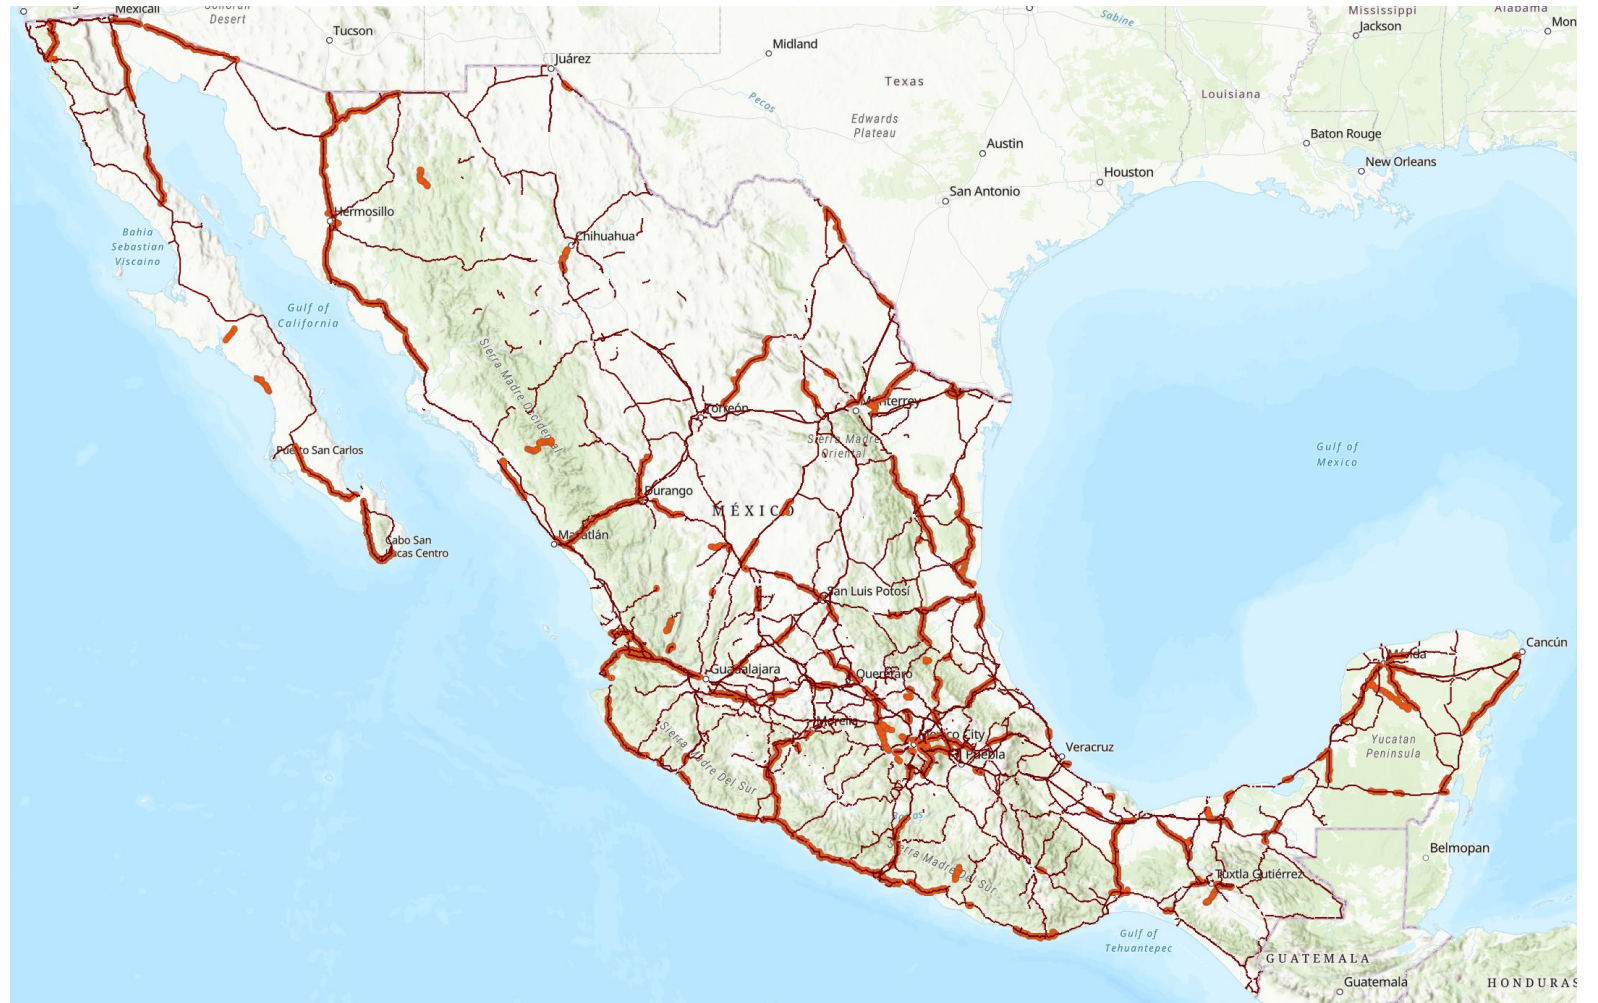 Mexicali
Sonoran
Desert
Tucson
Juárez
Midland
Sabine
Mississippi
Jackson
Alabama
Mon
Texas
Pecos
Edwards
Plateau
Louisiana
Baton Rouge
New Orleans
Austin
Houston
San Antonio
Hermosillo
Chihuahua
Bahia
Sebastian
Viscaino
Gulf of
California
Sierra Madre Occidental
Torreón
Monterrey
Sierra Madre
Oriental
Gulf of
Mexico
Puerto San Carlos
Durango
MÉXICO
Mazatlán
Cabo San
Lucas Centro
San Luis Potosí
Guadalajara
Querétaro
Mérida
Cancún
Morelia
Mexico City
Puebla
Veracruz
Yucatan
Peninsula
Sierra Madre Del Sur
Balsas
Sierra Madre Del Sur
Belmopan
Tuxtla Gutiérrez
Gulf of
Tehuantepec
GUATEMALA
Guatemala
HONDURAS